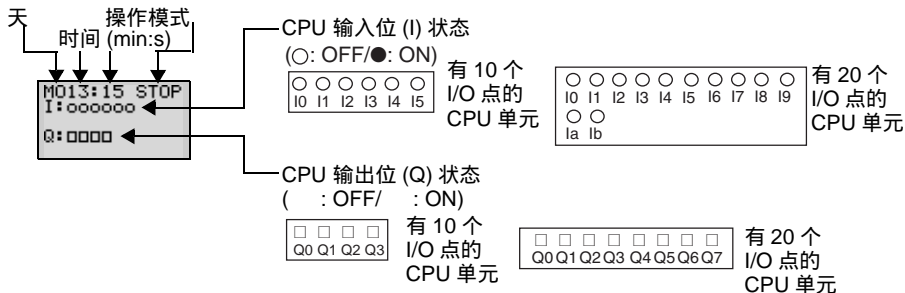 天
操作模式
时间 (min:s)
MO13:15 STOP
I:oooooo
Q:□□□□
CPU 输入位 (I) 状态
(○: OFF/●: ON)
I0 I1 I2 I3 I4 I5
有 10 个
I/O 点的
CPU 单元
I0 I1 I2 I3 I4 I5 I6 I7 I8 I9
Ia Ib
有 20 个
I/O 点的
CPU 单元
CPU 输出位 (Q) 状态
( : OFF/ : ON)
Q0 Q1 Q2 Q3
有 10 个
I/O 点的
CPU 单元
Q0 Q1 Q2 Q3 Q4 Q5 Q6 Q7
有 20 个
I/O 点的
CPU 单元